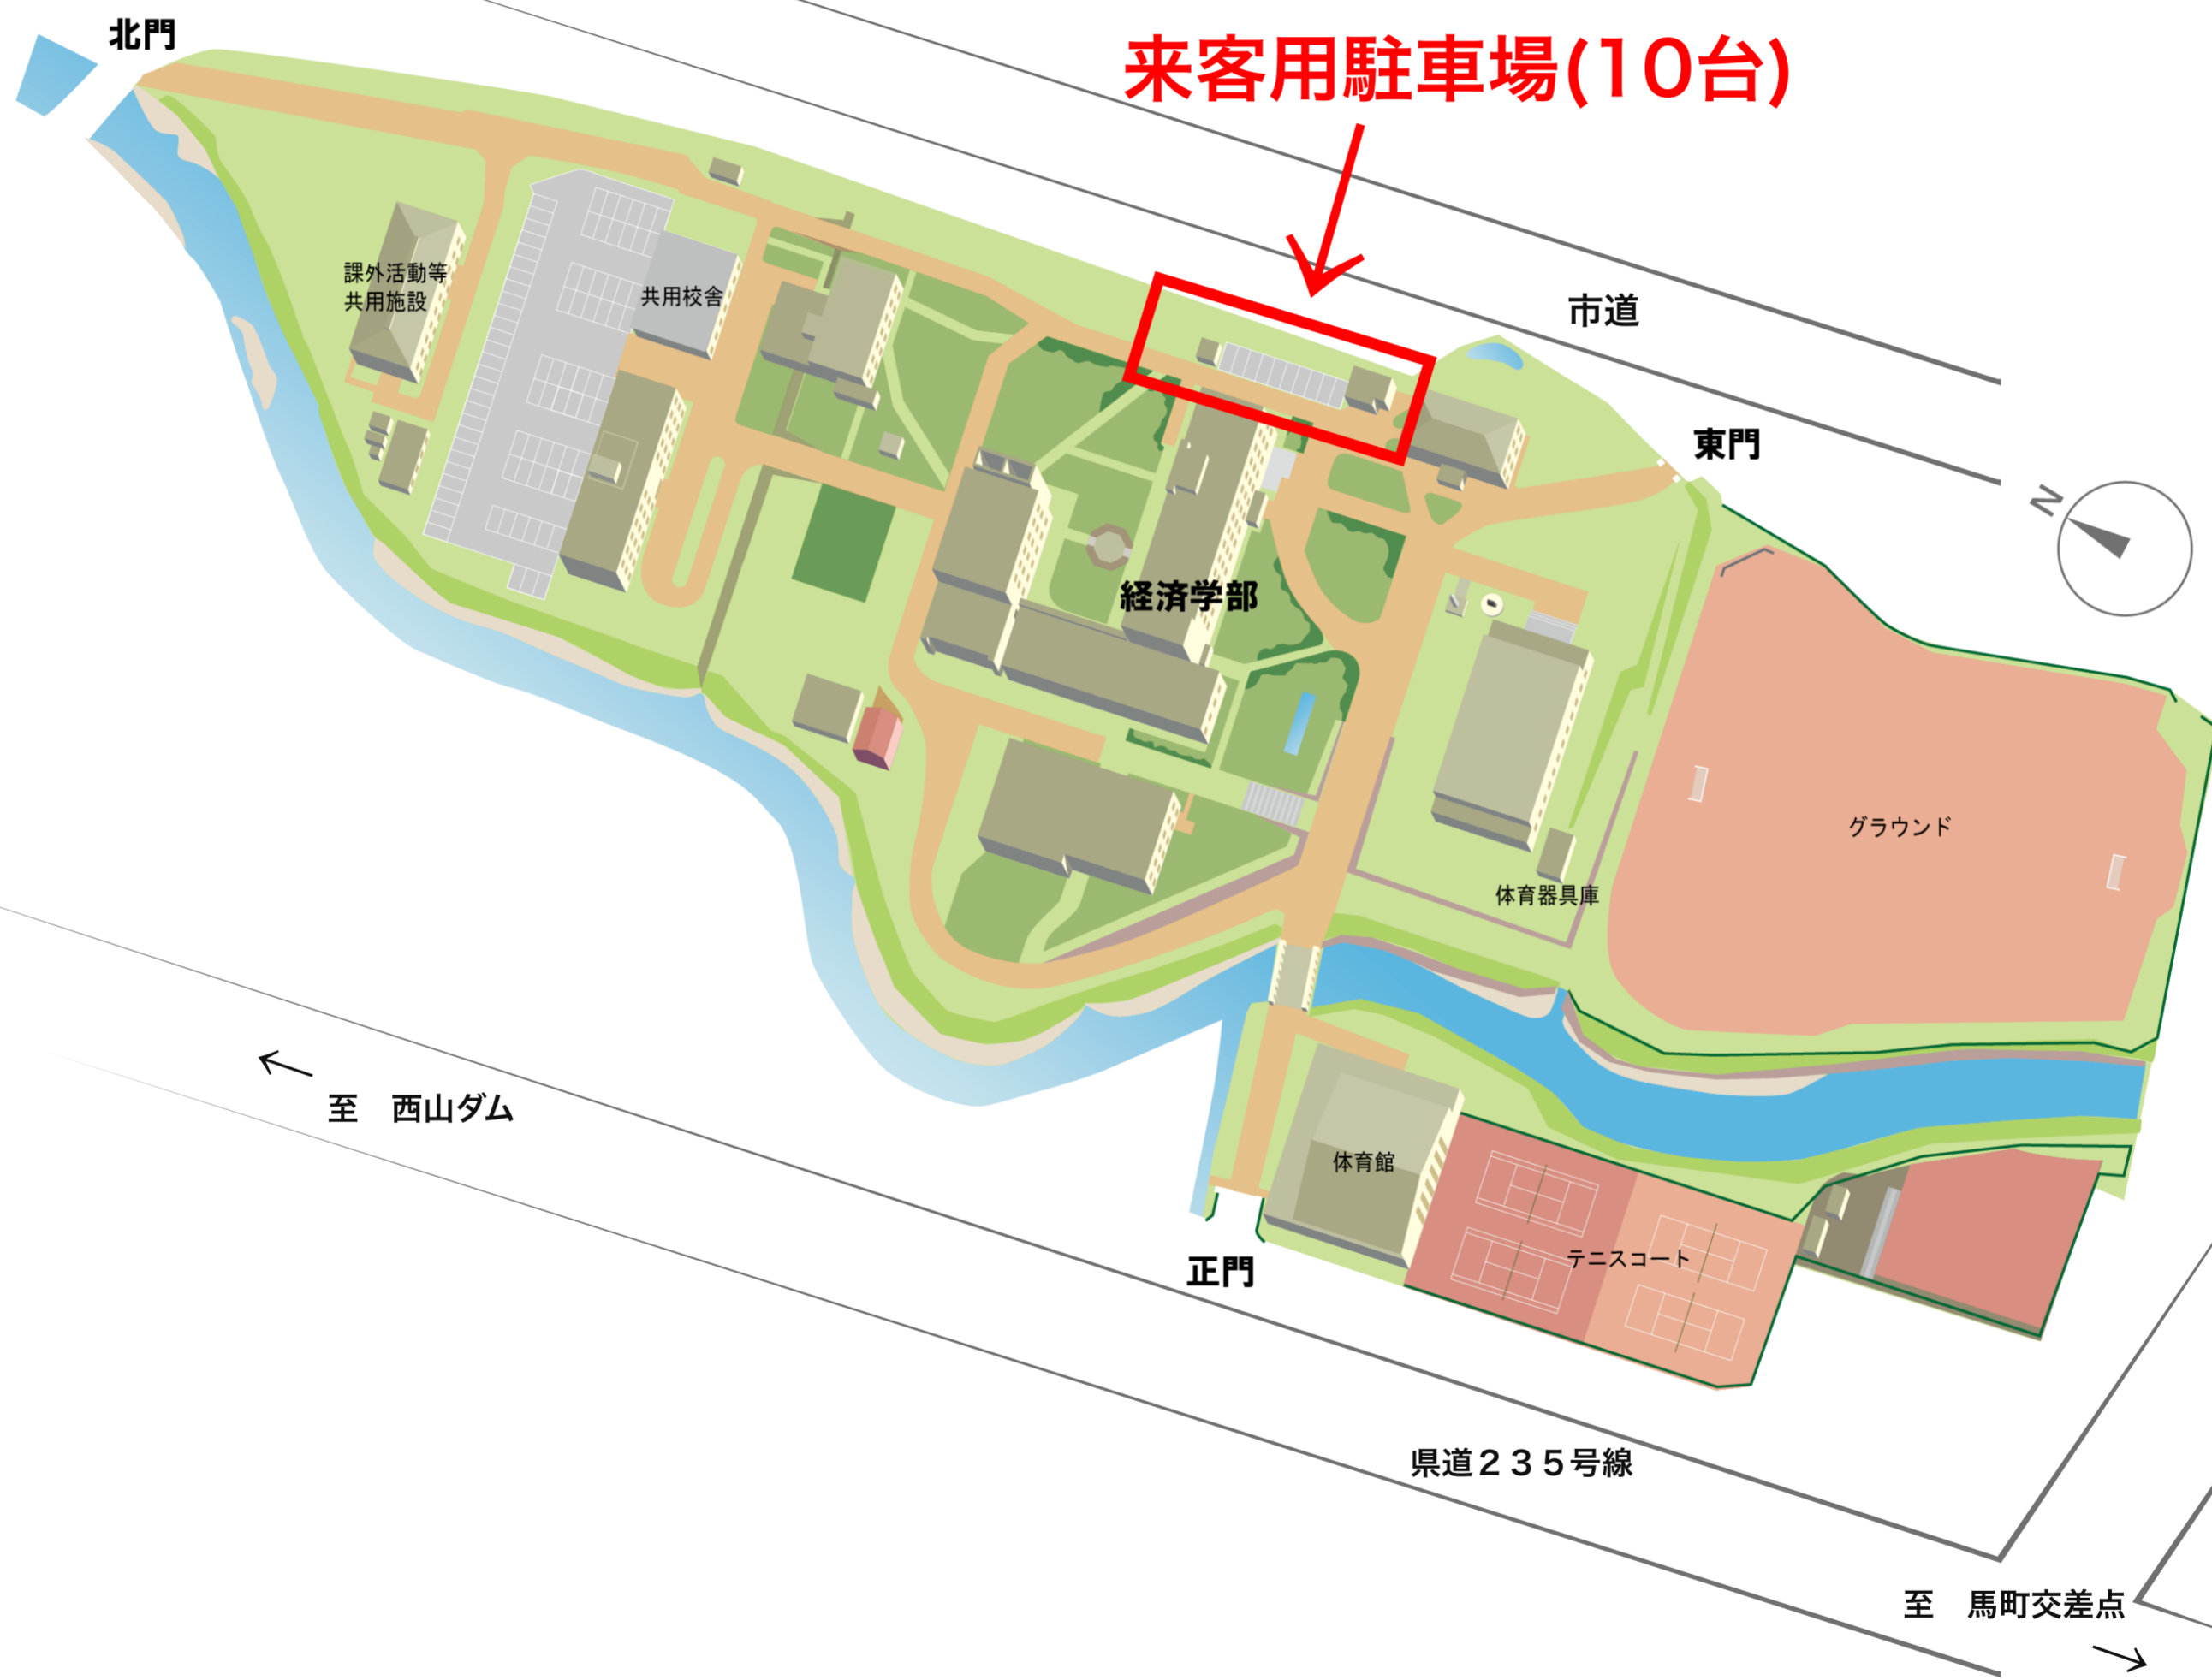 北門
来客用駐車場(10台)
課外活動等
共用施設
共用校舎
市道
東門
N
経済学部
グラウンド
体育器具庫
至　西山ダム
体育館
正門
テニスコート
県道２３５号線
至　馬町交差点